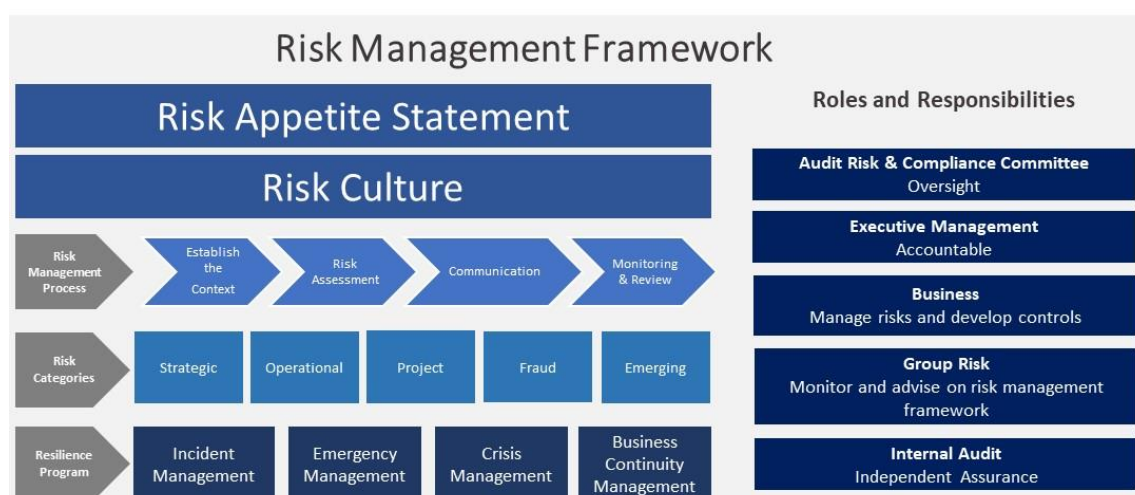 Risk Management Framework
Risk Appetite Statement
Risk Culture
Risk
Management
Process
Establish
the
Context
Risk
Assessment
Communication
Monitoring
& Review
Risk
Categories
Strategic
Operational
Project
Fraud
Emerging
Resilience
Program
Incident
Management
Emergency
Management
Crisis
Management
Business
Continuity
Management
Roles and Responsibilities
Audit Risk & Compliance Committee
Oversight
Executive Management
Accountable
Business
Manage risks and develop controls
Group Risk
Monitor and advise on risk management
framework
Internal Audit
Independent Assurance